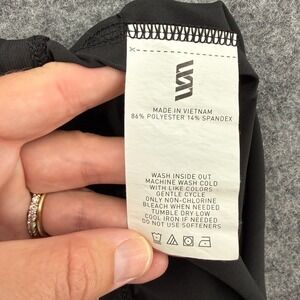 MADE IN VIETNAM
86% POLYESTER 14% SPANDEX
WASH INSIDE OUT
MACHINE WASH COLD
WITH LIKE COLORS
GENTLE CYCLE
ONLY NON-CHLORINE
BLEACH WHEN NEEDED
TUMBLE DRY LOW
COOL IRON IF NEEDED
DO NOT USE SOFTENERS